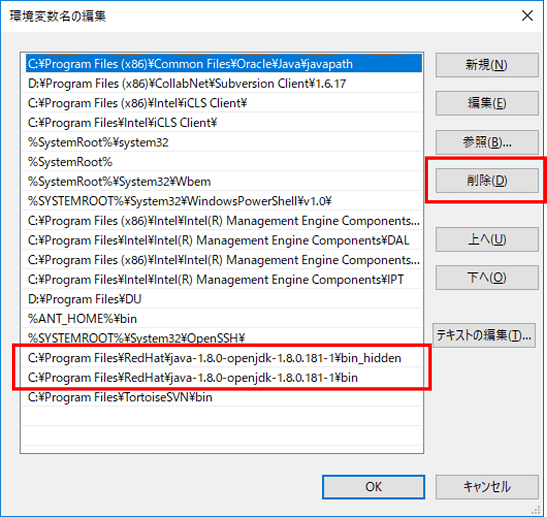 環境変数名の編集
C:¥Program Files (x86)¥Common Files¥Oracle¥Java¥javapath
D:¥Program Files (x86)¥CollabNet¥Subversion Client¥1.6.17
C:¥Program Files (x86)¥Intel¥iCLS Client¥
C:¥Program Files¥Intel¥iCLS Client¥
%SystemRoot%¥system32
%SystemRoot%
%SystemRoot%¥System32¥Wbem
%SYSTEMROOT%¥System32¥WindowsPowerShell¥v1.0¥
C:¥Program Files (x86)¥Intel¥Intel(R) Management Engine Components...
C:¥Program Files¥Intel¥Intel(R) Management Engine Components¥DAL
C:¥Program Files (x86)¥Intel¥Intel(R) Management Engine Components...
C:¥Program Files¥Intel¥Intel(R) Management Engine Components¥IPT
D:¥Program Files¥DU
%ANT_HOME%¥bin
%SYSTEMROOT%¥System32¥OpenSSH¥
C:¥Program Files¥RedHat¥java-1.8.0-openjdk-1.8.0.181-1¥bin_hidden
C:¥Program Files¥RedHat¥java-1.8.0-openjdk-1.8.0.181-1¥bin
C:¥Program Files¥TortoiseSVN¥bin
新規(N)
編集(E)
参照(B)...
削除(D)
上へ(U)
下へ(O)
テキストの編集(T)...
OK
キャンセル